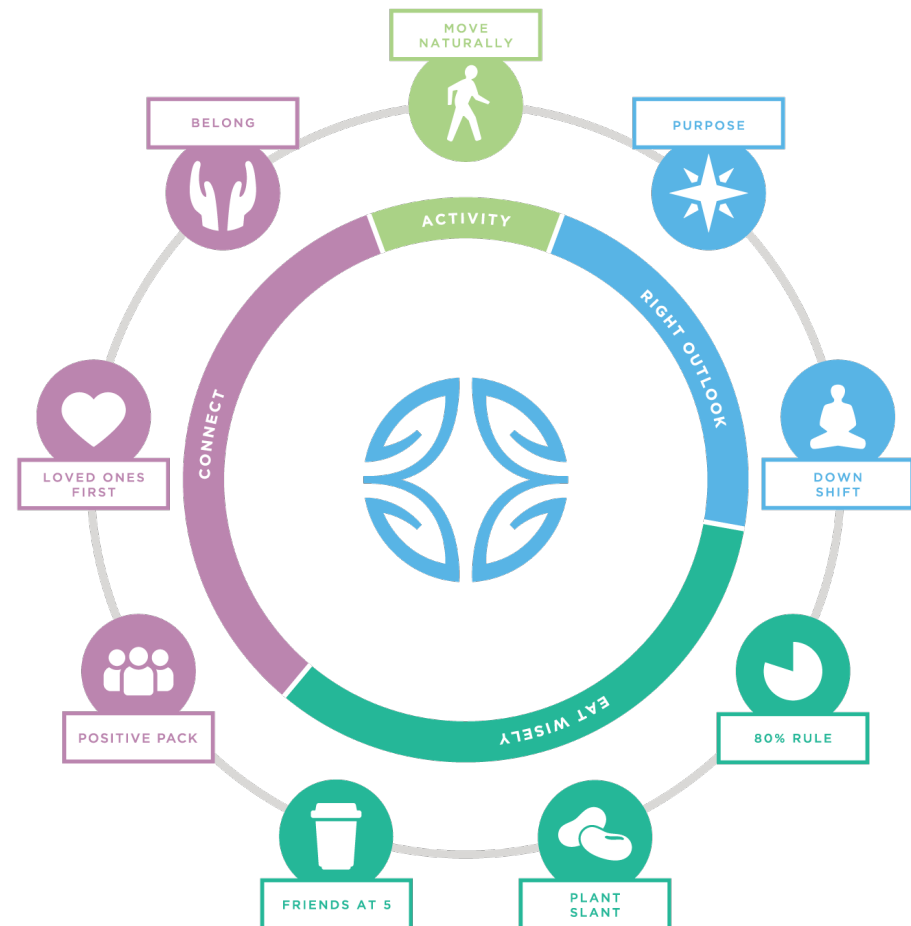 MOVE
NATURALLY
BELONG
PURPOSE
ACTIVITY
RIGHT OUTLOOK
CONNECT
LOVED ONES
FIRST
DOWN
SHIFT
EAT WISELY
POSITIVE PACK
80% RULE
FRIENDS AT 5
PLANT
SLANT